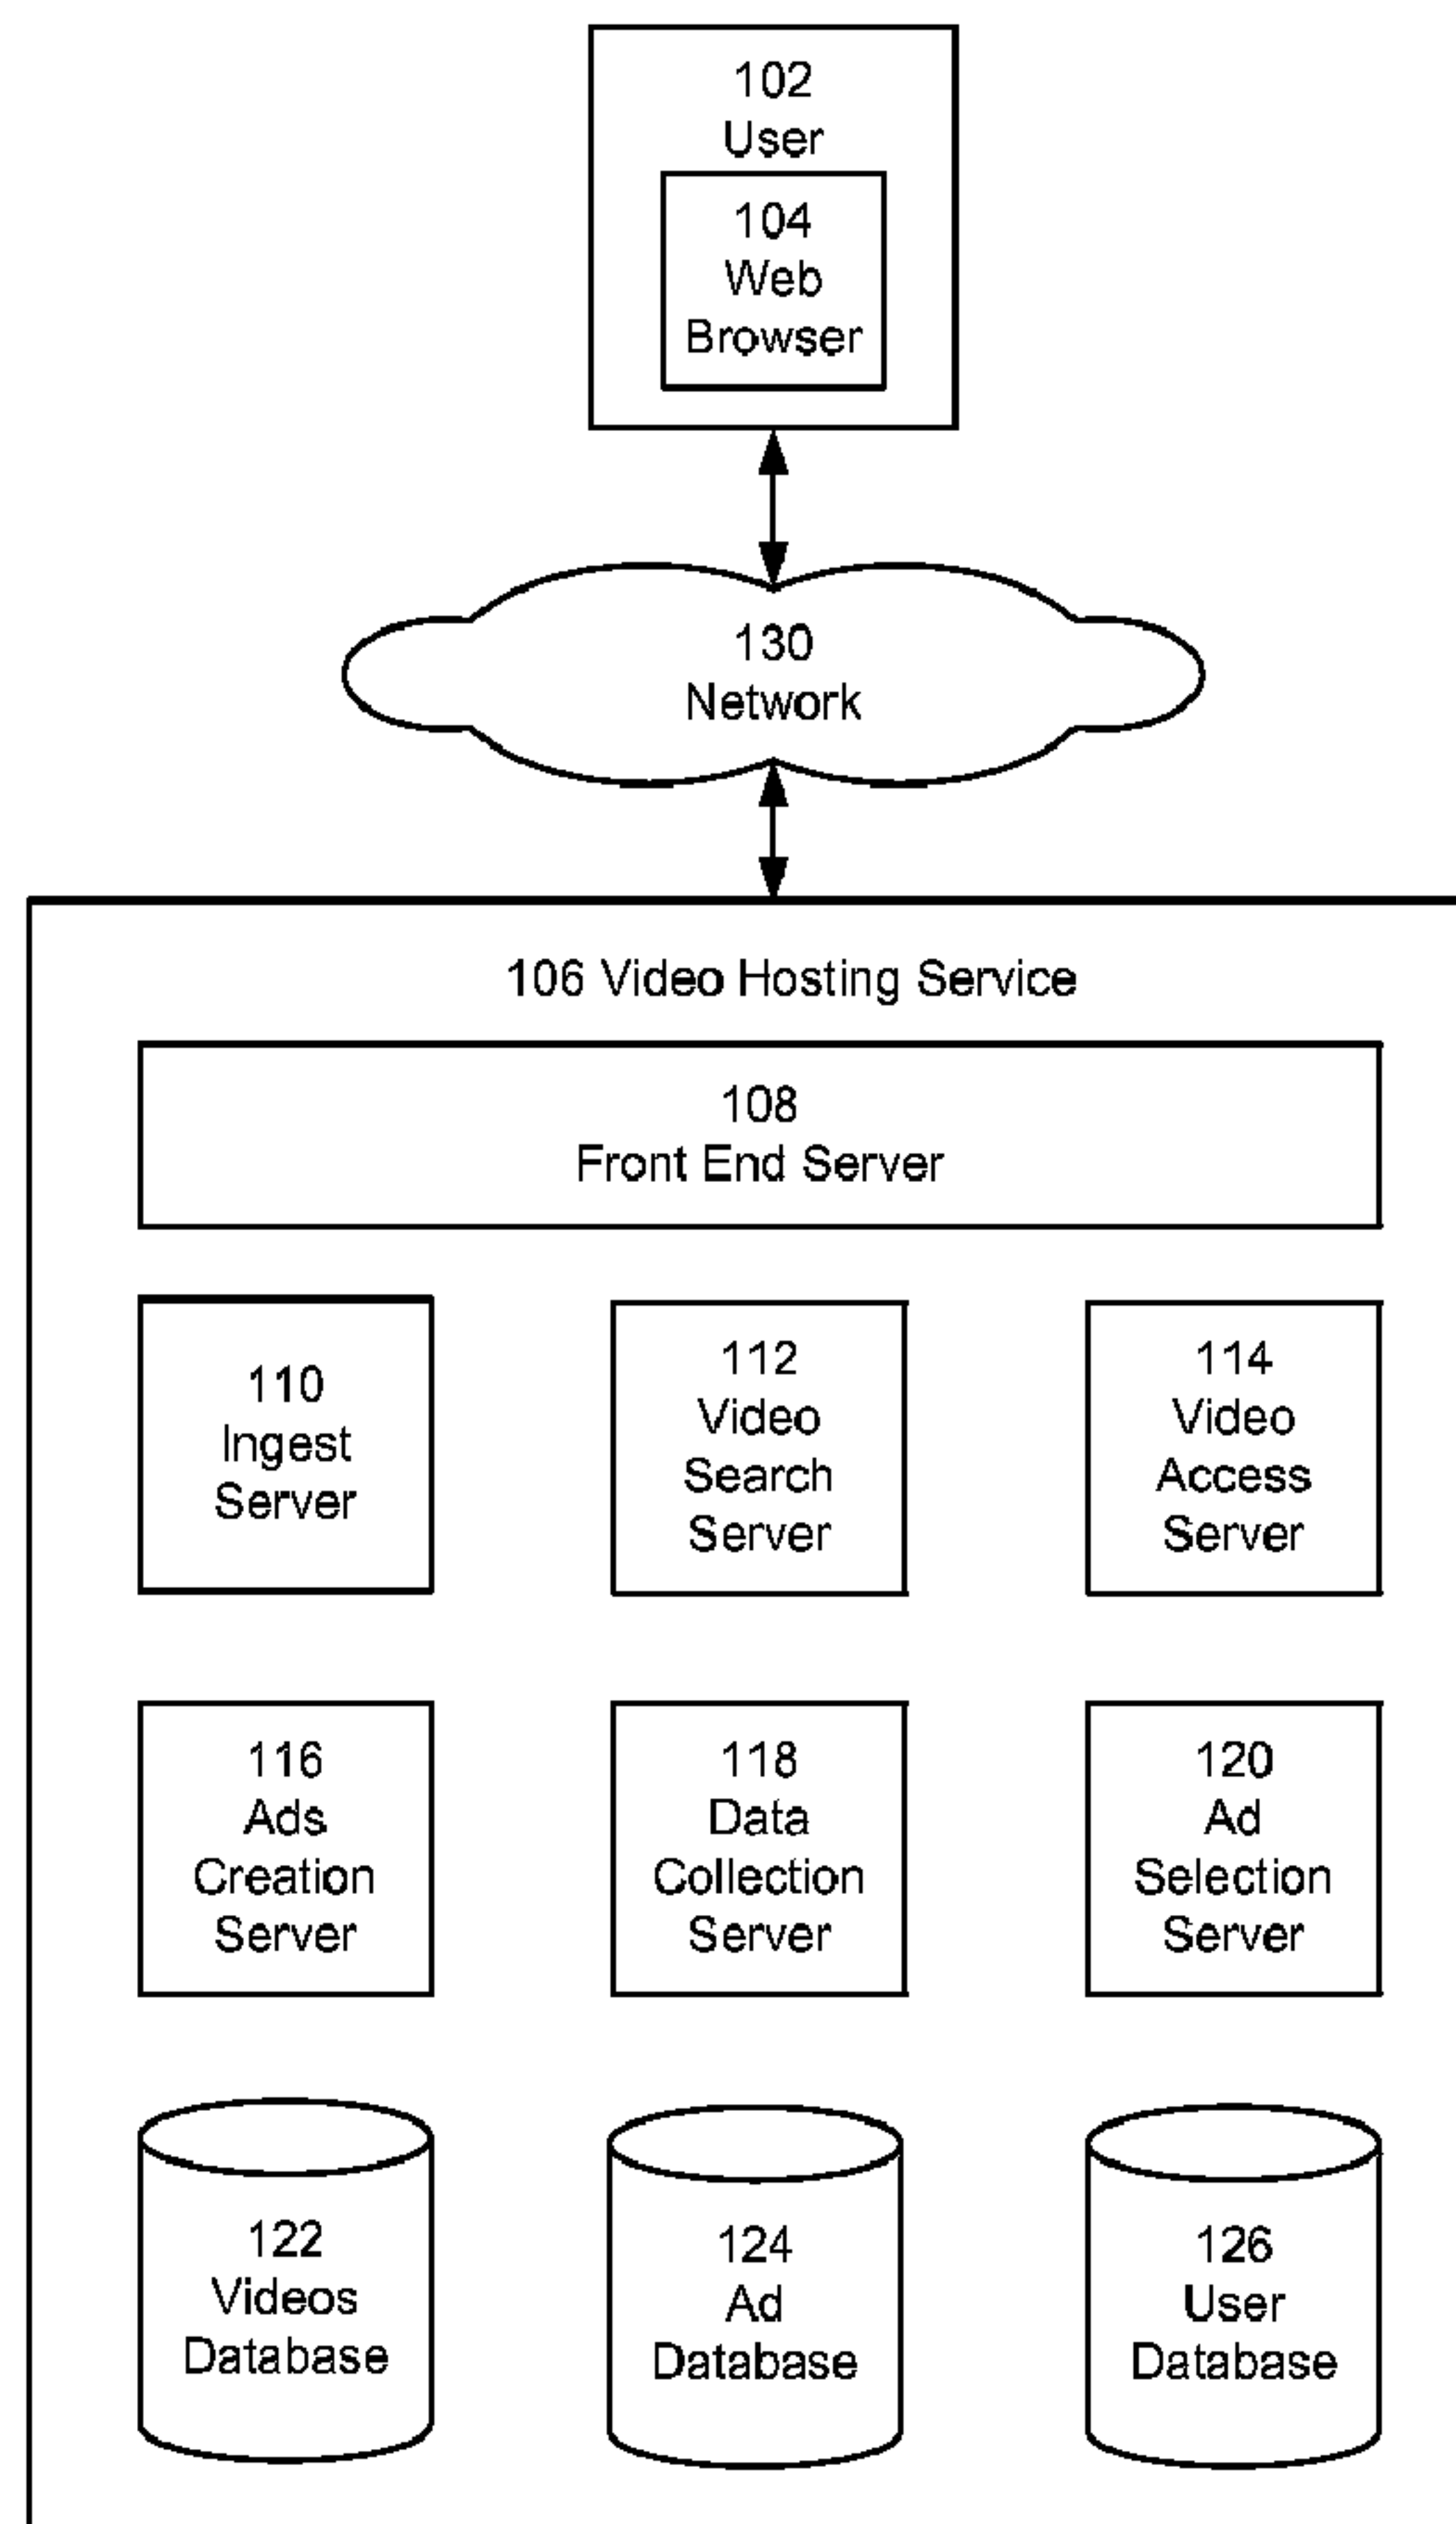 102
User
104
Web
Browser
130
Network
106 Video Hosting Service
108
Front End Server
110
Ingest
Server
112
Video
Search
Server
114
Video
Access
Server
116
Ads
Creation
Server
118
Data
Collection
Server
120
Ad
Selection
Server
122
Videos
Database
124
Ad
Database
126
User
Database